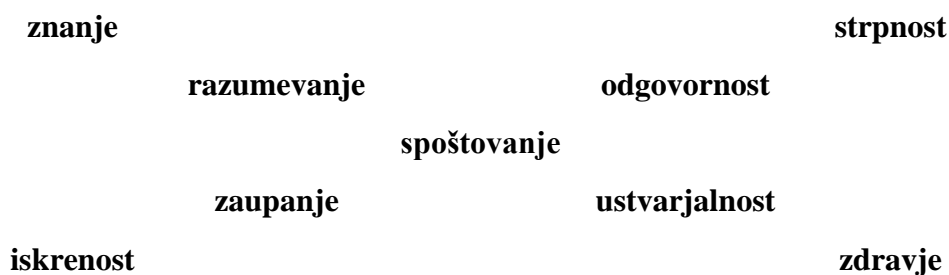 znanje strpnost
razumevanje odgovornost
spoštovanje
zaupanje ustvarjalnost
iskrenost zdravje